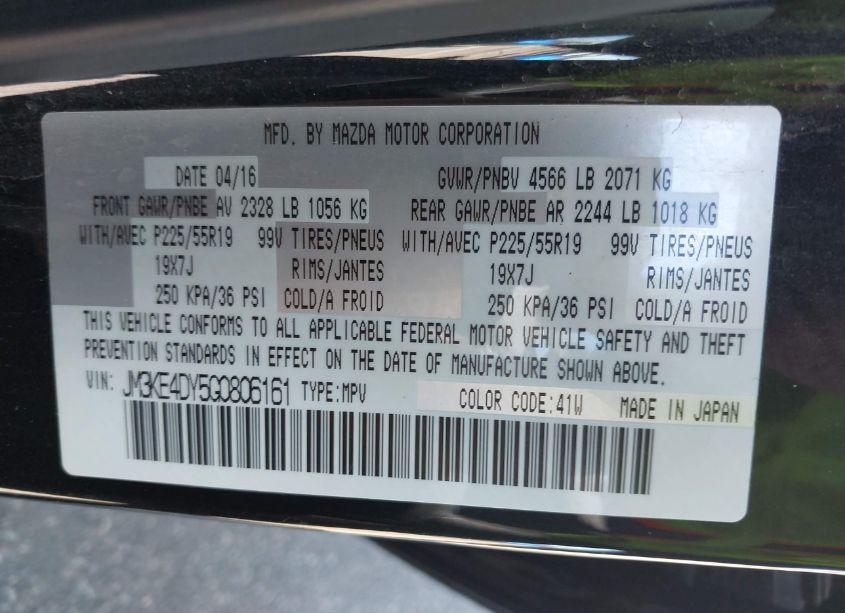 MFD. BY MAZDA MOTOR CORPORATION
DATE 04/16 GVWR/PNBV 4566 LB 2071 KG
FRONT GAWR/PNBE AV 2328 LB 1056 KG REAR GAWR/PNBE AR 2244 LB 1018 KG
WITH/AVEC P225/55R19 99V TIRES/PNEUS WITH/AVEC P225/55R19 99V TIRES/PNEUS
19X7J RIMS/JANTES 19X7J RIMS/JANTES
250 KPA/36 PSI COLD/A FROID 250 KPA/36 PSI COLD/A FROID
THIS VEHICLE CONFORMS TO ALL APPLICABLE FEDERAL MOTOR VEHICLE SAFETY AND THEFT
PREVENTION STANDARDS IN EFFECT ON THE DATE OF MANUFACTURE SHOWN ABOVE.
VIN: JM3KE4DY5G0806161 TYPE:MPV COLOR CODE:41W MADE IN JAPAN